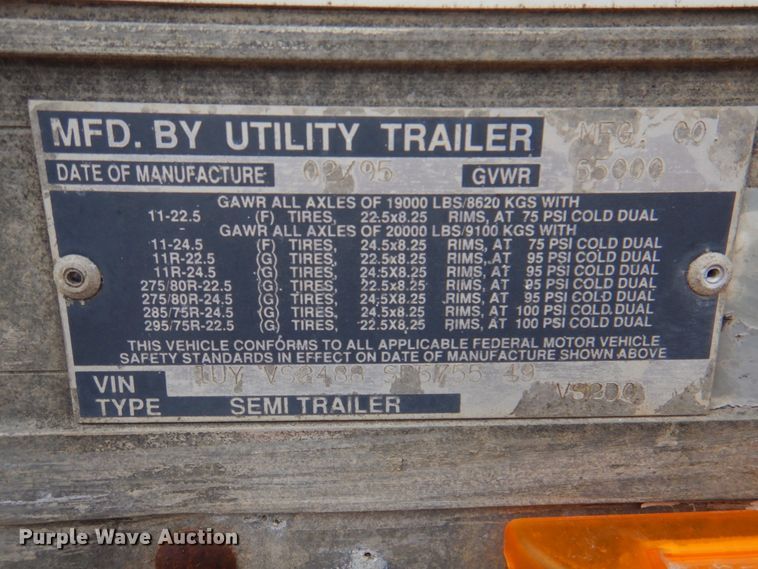 MFD. BY UTILITY TRAILER MFG. CO.
DATE OF MANUFACTURE 02/95 GVWR 65000
GAWR ALL AXLES OF 19000 LBS/8620 KGS WITH
11-22.5 (F) TIRES, 22.5x8.25 RIMS, AT 75 PSI COLD DUAL
- GAWR ALL AXLES OF 20000 LBS/9100 KGS WITH
11-24.5 (F) TIRES, 24.5x8.25 RIMS, AT 75 PSI COLD DUAL
11R-22.5 (G) TIRES, 22.5X8.25 RIMS, AT 95 PSI COLD DUAL
11R-24.5 (G) TIRES, 24.5X8.25 RIMS, AT 95 PSI COLD DUAL
275/80R-22.5 (G) TIRES, 22.5X8.25 RIMS, AT 95 PSI COLD DUAL
275/80R-24.5 (G) TIRES, 24,5X8.25 RIMS, AT 95 PSI COLD DUAL
285/75R-24.5 (G) TIRES, 24.5X8.25 RIMS, AT 100 PSI COLD DUAL
295/75R-22.5 (G) TIRES, 22.5X8,25 RIMS, AT 100 PSI COLD DUAL
THIS VEHICLE CONFORMS TO ALL APPLICABLE FEDERAL MOTOR VEHICLE
SAFETY STANDARDS IN EFFECT ON DATE OF MANUFACTURE SHOWN ABOVE
VIN 1UY 49
TYPE SEMI TRAILER
Purple Wave Auction